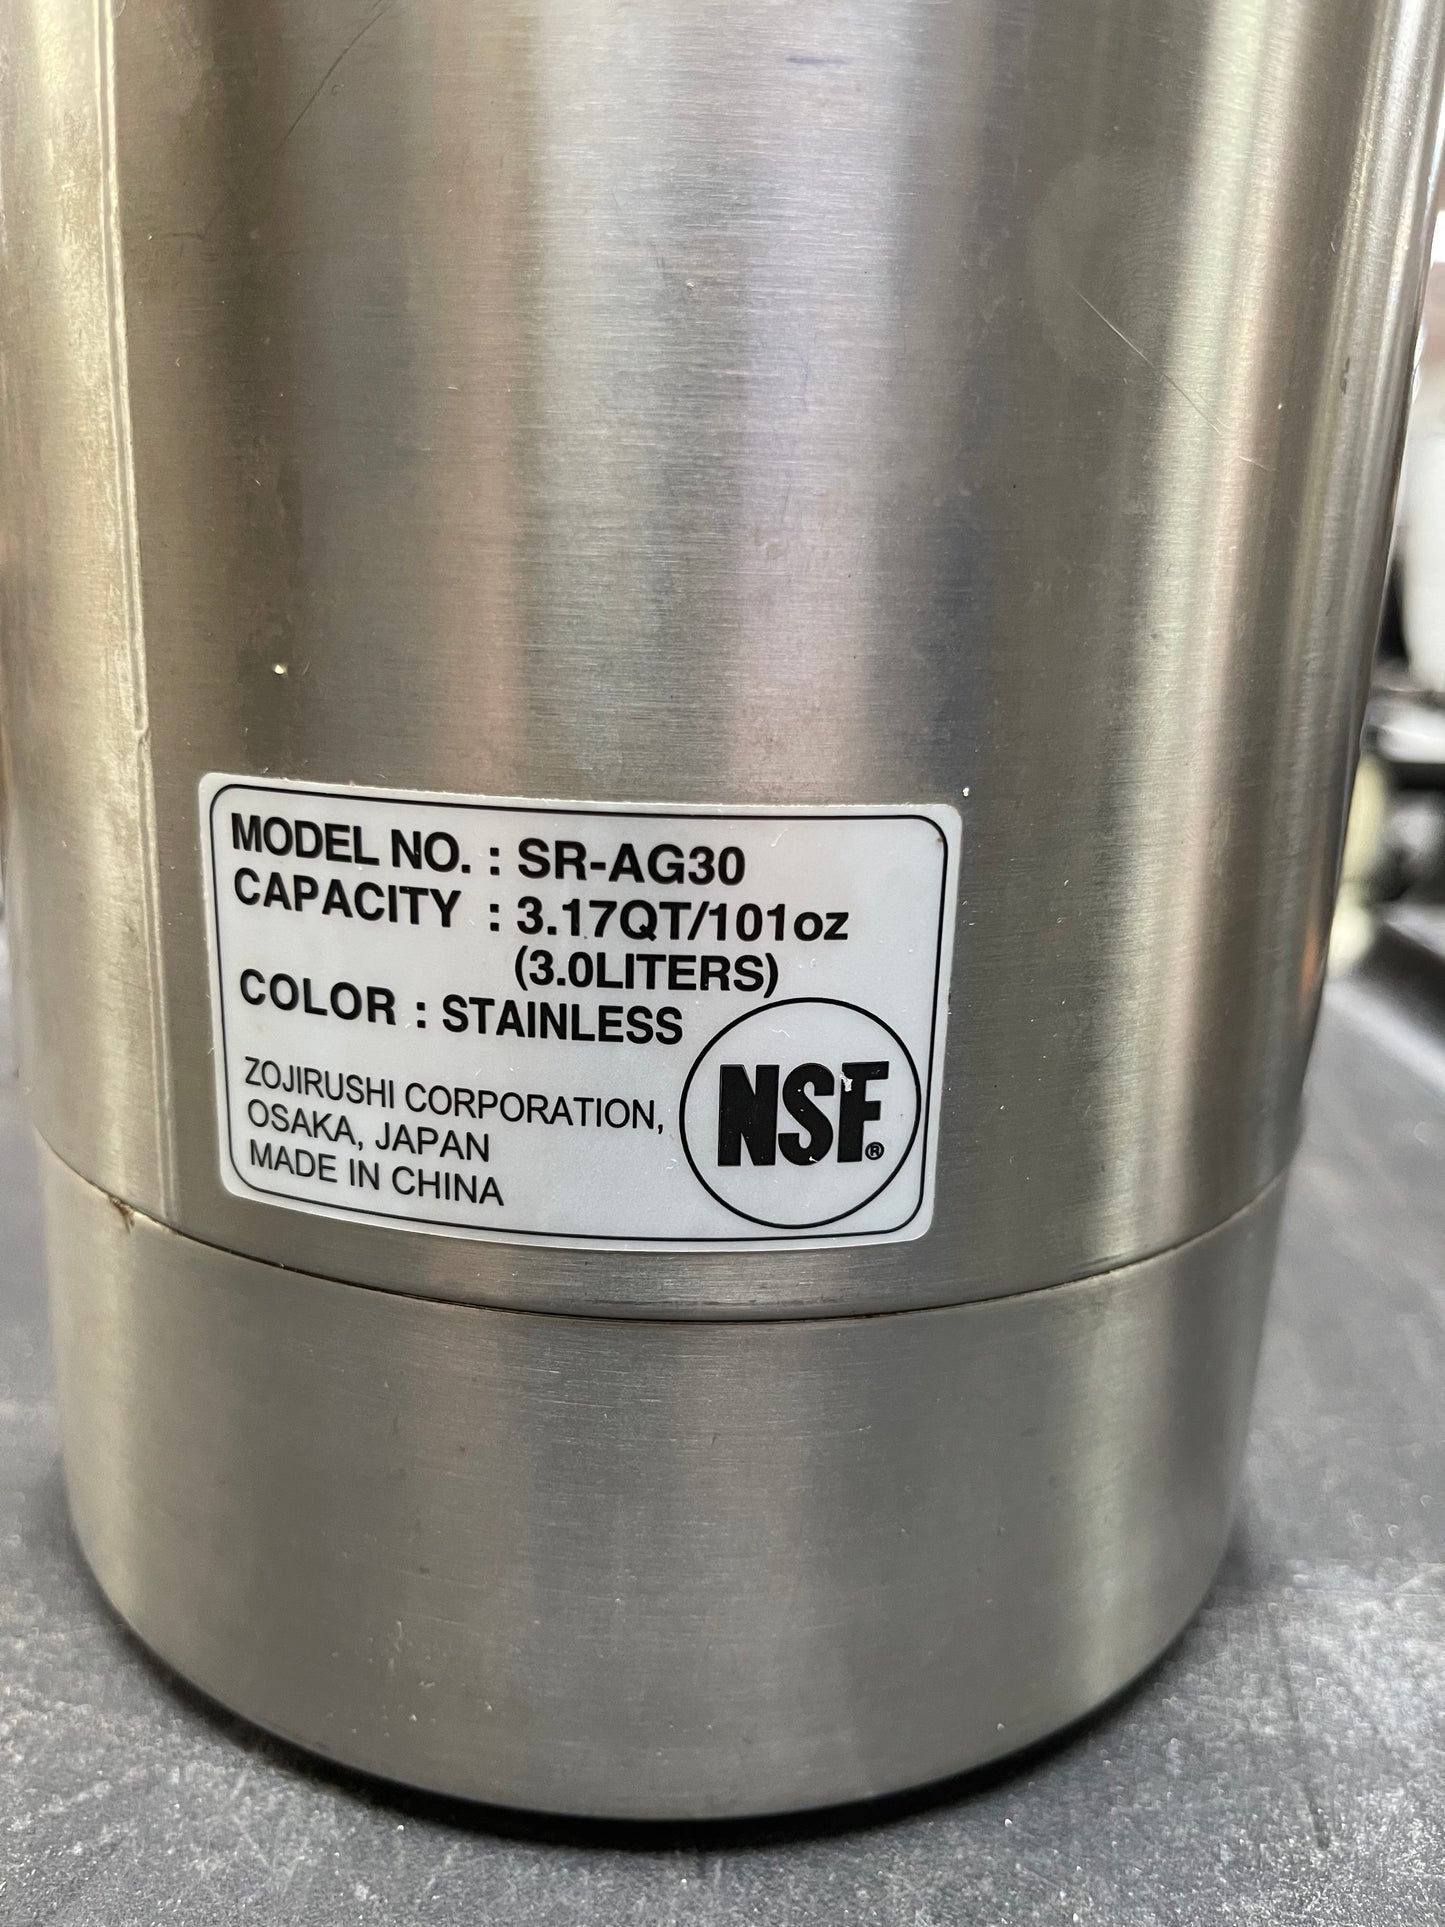 MODEL NO. : SR-AG30
CAPACITY : 3.17QT/101oz
(3.0LITERS)
COLOR : STAINLESS
ZOJIRUSHI CORPORATION,
OSAKA, JAPAN
MADE IN CHINA
NSF®